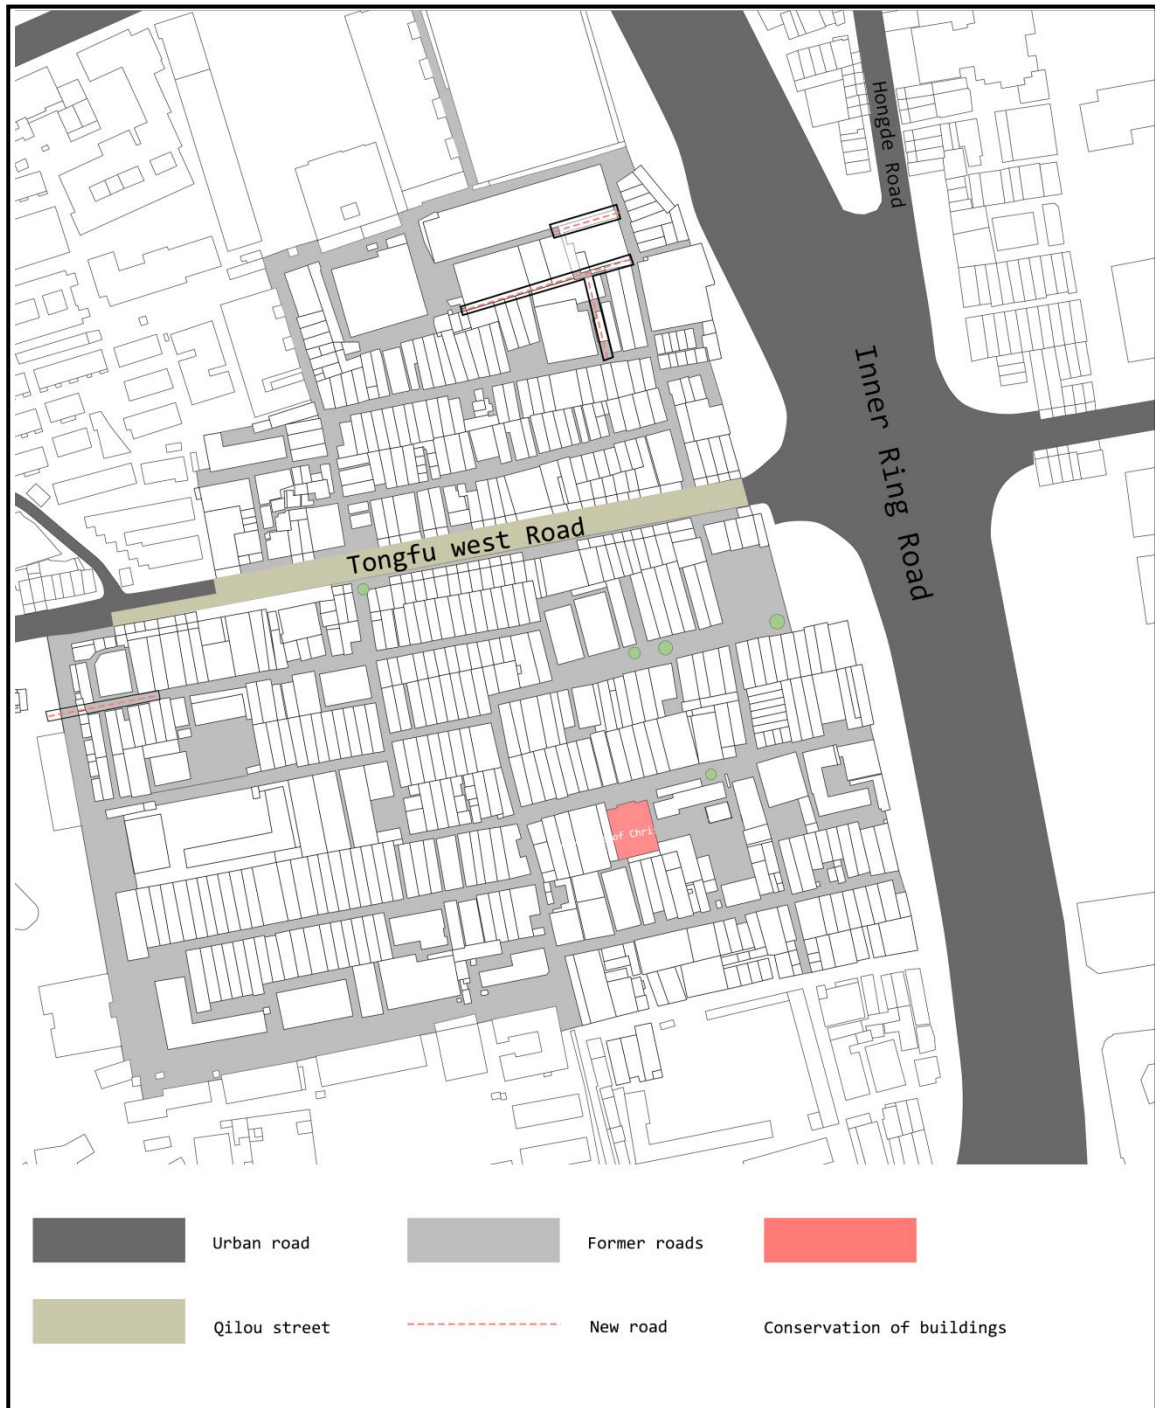 Hongde Road
Inner Ring Road
Tongfu west Road
of
Urban road
Former roads
Qilou street
New road
Conservation of buildings